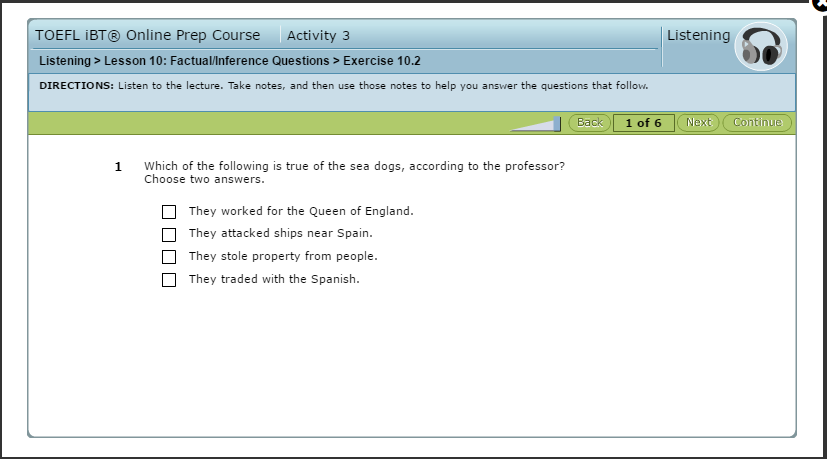 TOEFL iBT® Online Prep Course Activity 3 Listening
Listening > Lesson 10: Factual/Inference Questions > Exercise 10.2
DIRECTIONS: Listen to the lecture. Take notes, and then use those notes to help you answer the questions that follow.
Back 1 of 6 Next Continue
1 Which of the following is true of the sea dogs, according to the professor?
Choose two answers.
They worked for the Queen of England.
They attacked ships near Spain.
They stole property from people.
They traded with the Spanish.